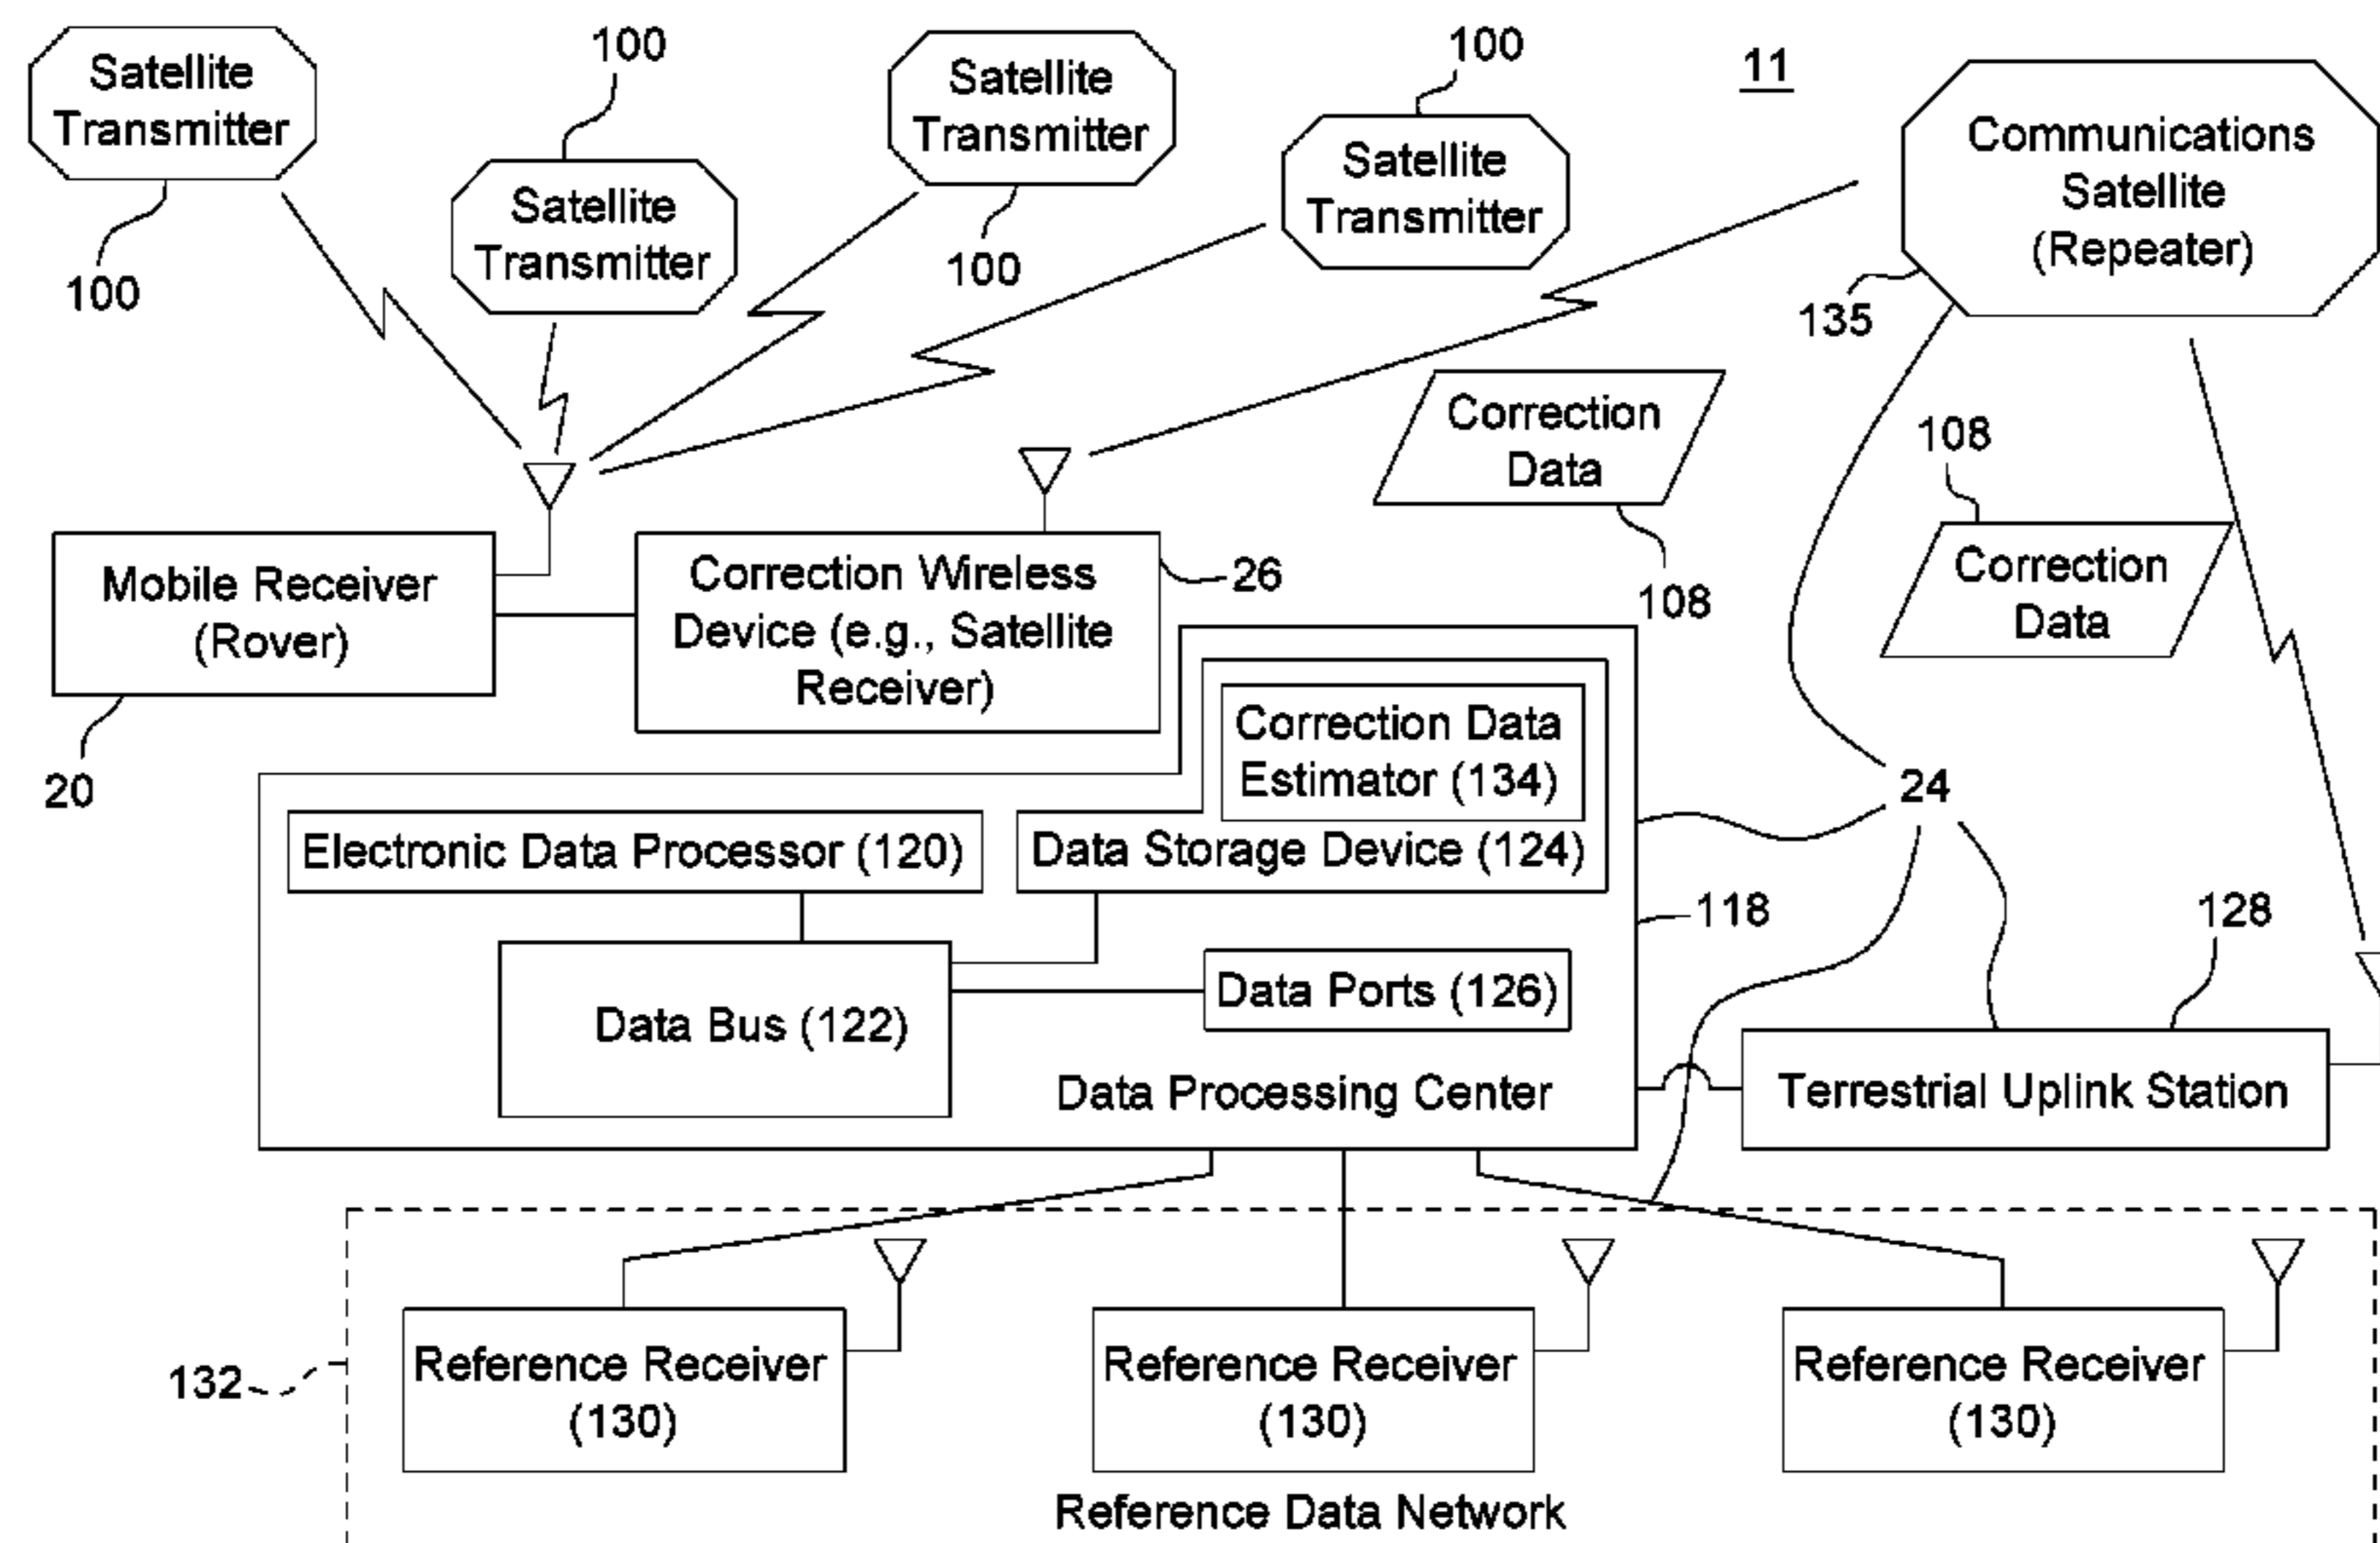 Satellite
Transmitter
100
100
Satellite
Transmitter
Satellite
Transmitter
100
100
Satellite
Transmitter
11
Communications
Satellite
(Repeater)
135
Correction
Data
108
108
Correction
Data
Mobile Receiver
(Rover)
20
Correction Wireless
Device (e.g., Satellite
Receiver)
26
Correction Data
Estimator (134)
Electronic Data Processor (120)
Data Storage Device (124)
24
118
128
Data Bus (122)
Data Ports (126)
Data Processing Center
Terrestrial Uplink Station
132
Reference Receiver
(130)
Reference Receiver
(130)
Reference Receiver
(130)
Reference Data Network